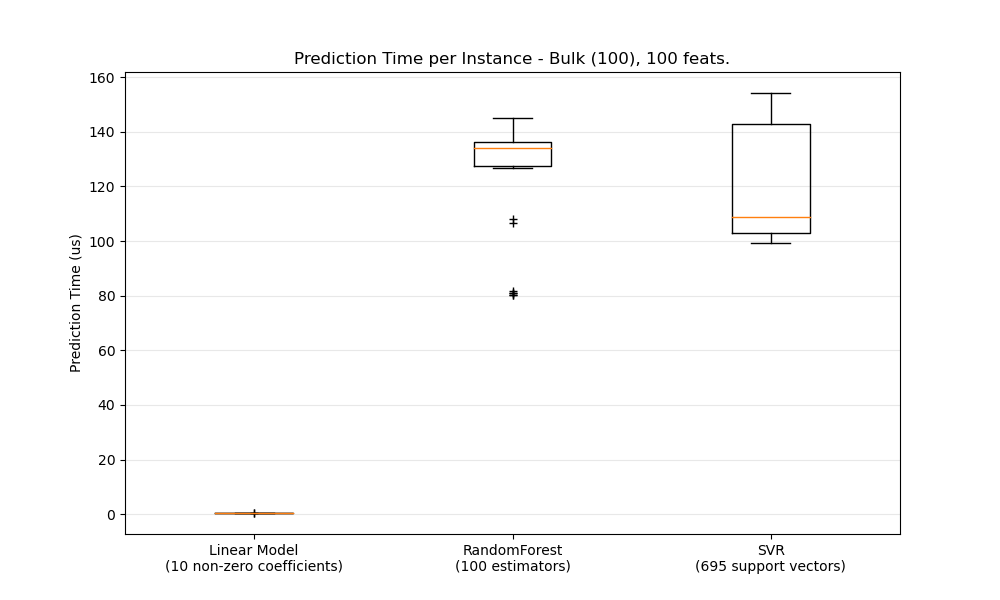 Prediction Time per Instance - Bulk (100), 100 feats.
Prediction Time (us)
160
140
120
100
80
60
40
20
0
Linear Model
(10 non-zero coefficients)
RandomForest
(100 estimators)
SVR
(695 support vectors)